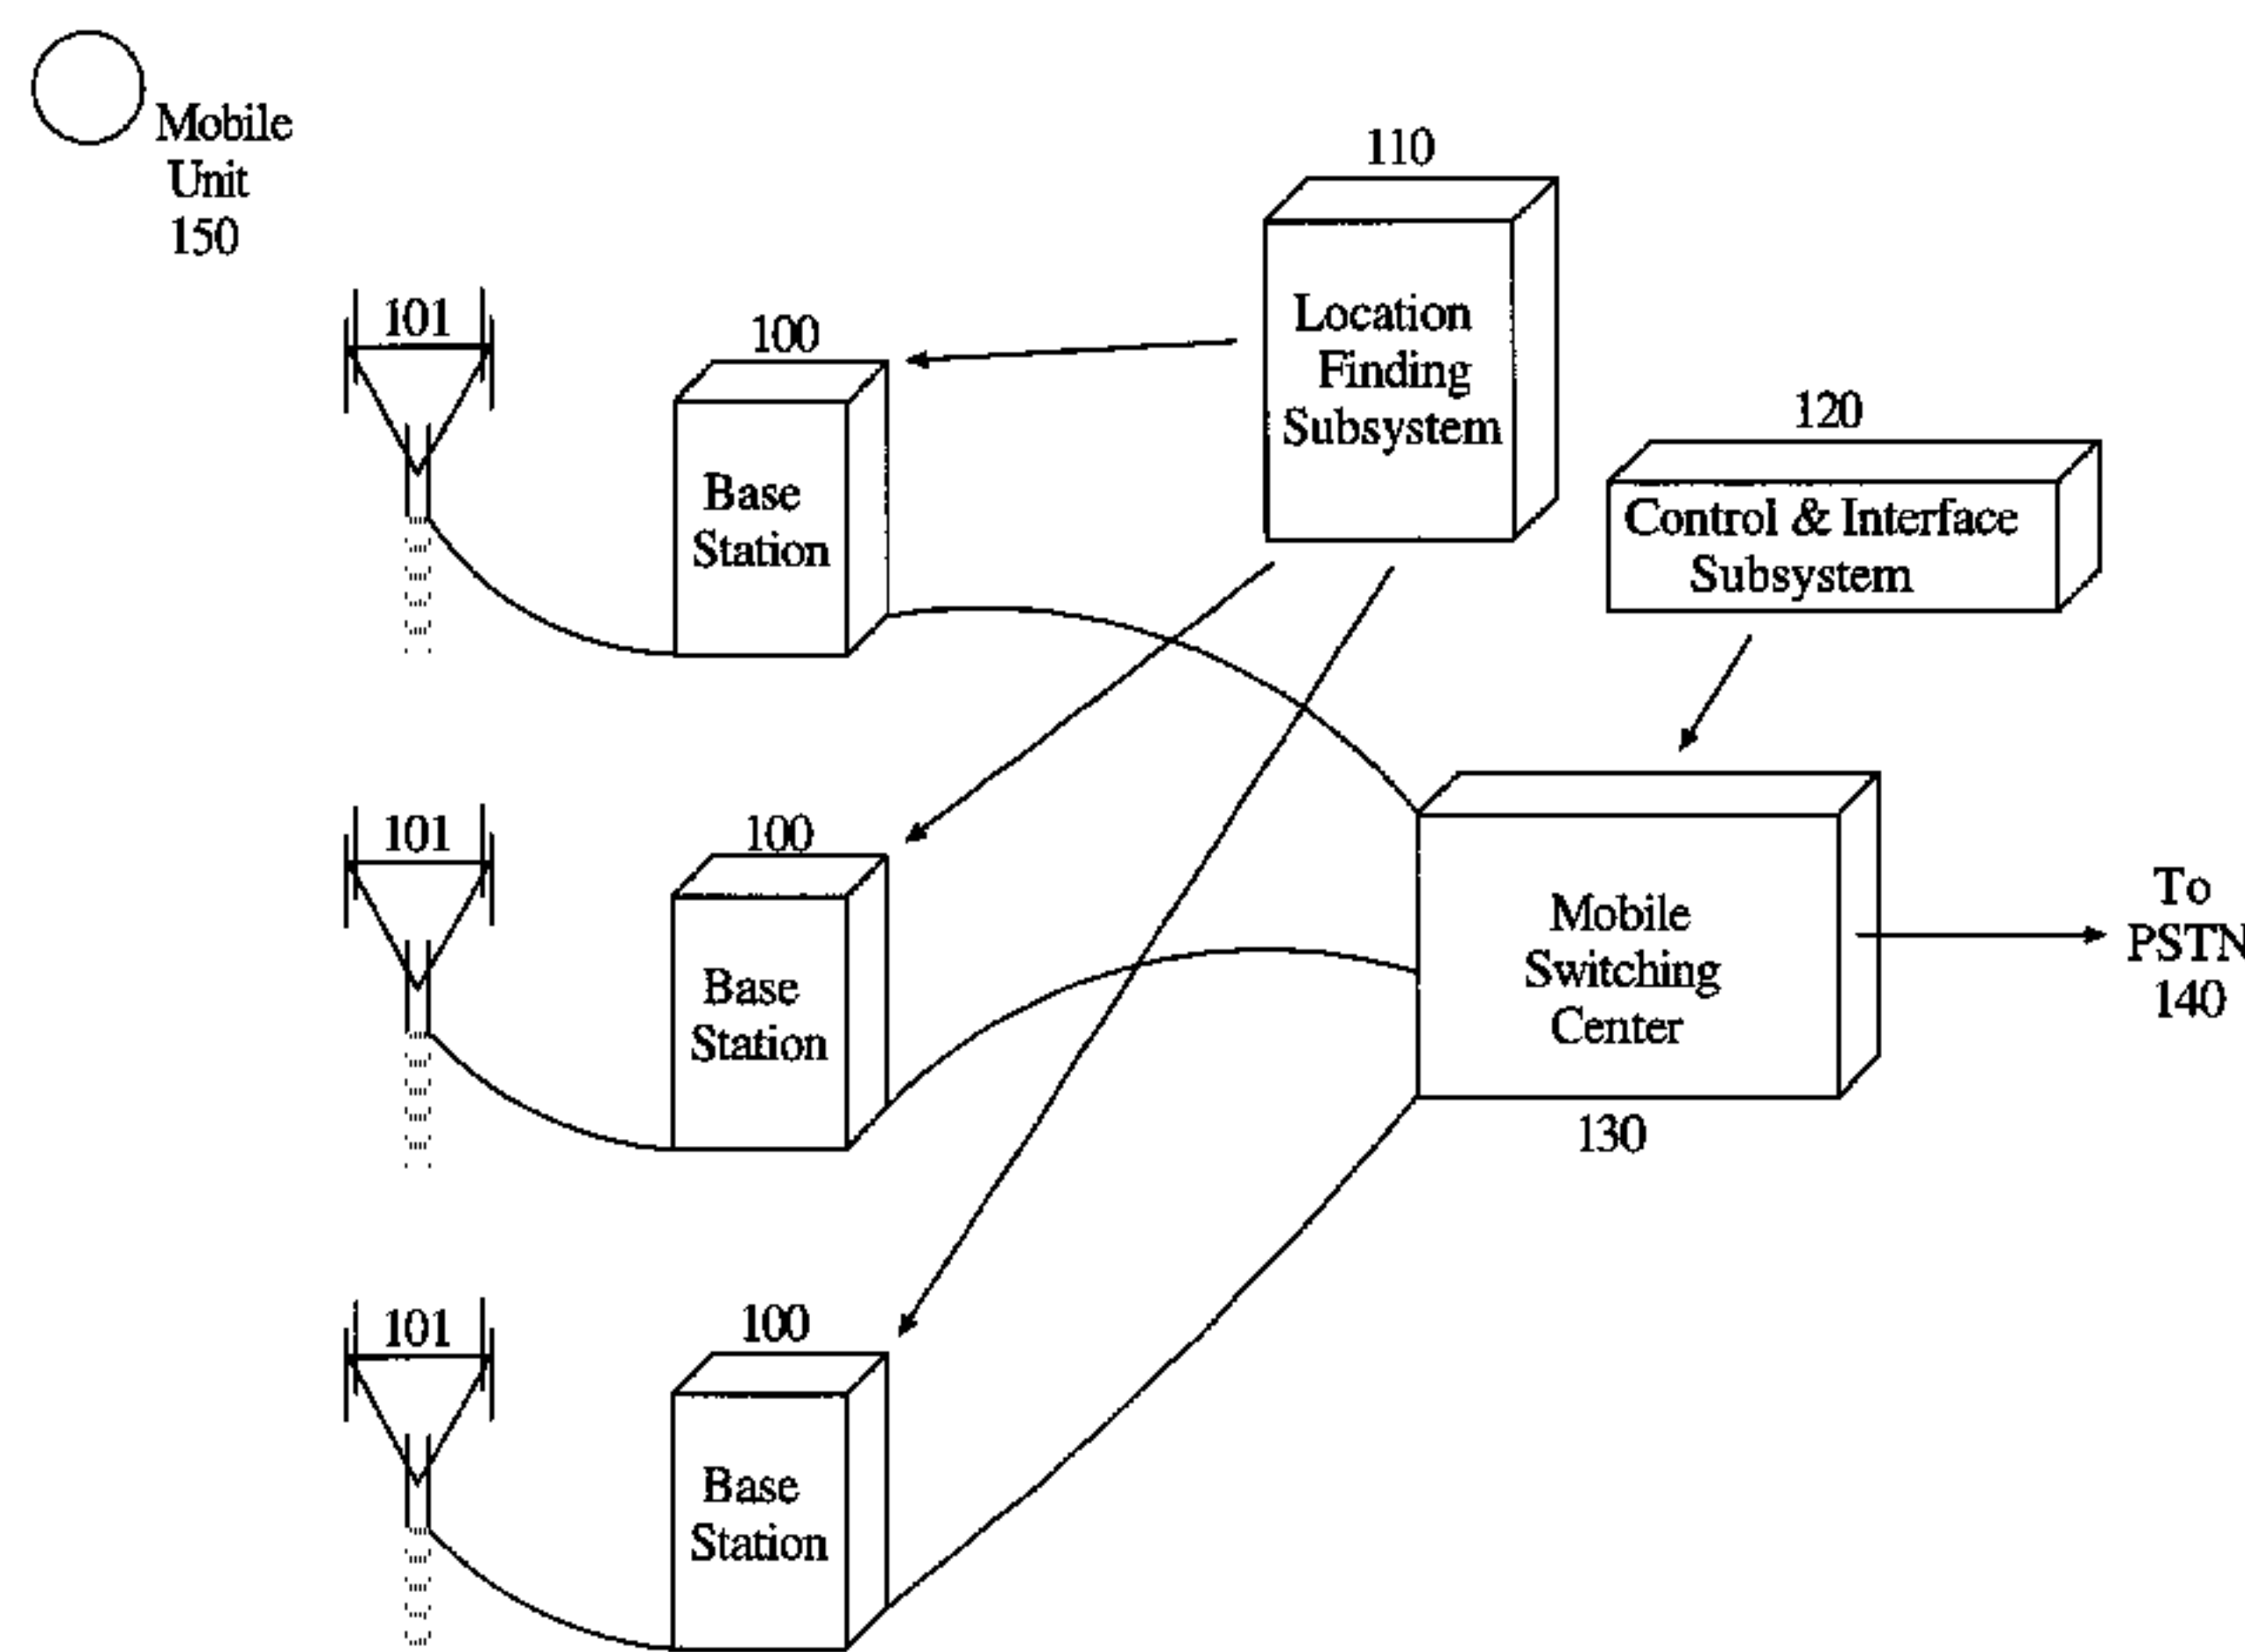 Mobile
Unit
150
110
Location
Finding
Subsystem
120
Control & Interface
Subsystem
101
100
Base
Station
101
100
Base
Station
Mobile
Switching
Center
130
To
PSTN
140
101
100
Base
Station